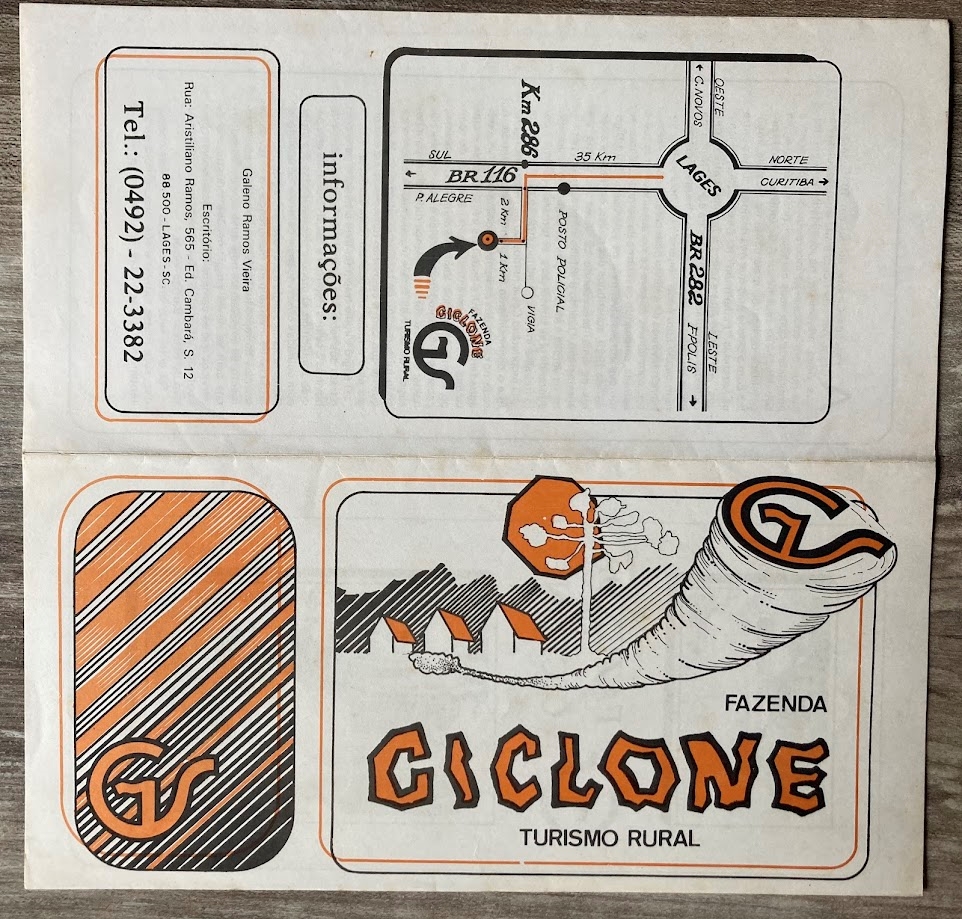 FAZENDA
CICLONE
TURISMO RURAL
OESTE
C. NOVOS
Km 286
SUL
BR 116
P. ALEGRE
35 Km
LAGES
NORTE
CURITIBA
2 Km
1 Km
POSTO POLICIAL
VIGIA
BR 282
LESTE
FPOLIS
FAZENDA
CICLONE
TURISMO RURAL
informações:
Galeno Ramos Vieira
Escritório:
Rua: Aristiliano Ramos, 565 - Ed. Cambará, S. 12
88 500 - LAGES - SC
Tel.: (0492) - 22-3382